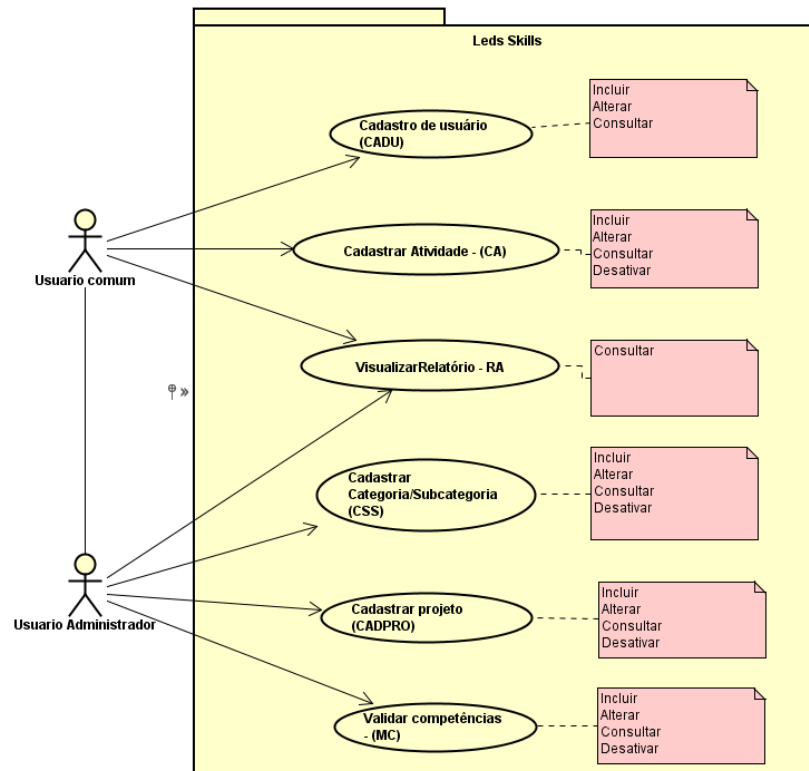 Leds Skills
Cadastro de usuário
(CADU)
Incluir
Alterar
Consultar
Cadastrar Atividade - (CA)
Incluir
Alterar
Consultar
Desativar
Usuario comum
VisualizarRelatório - RA
Consultar
Cadastrar
Categoria/Subcategoria
(CSS)
Incluir
Alterar
Consultar
Desativar
Usuario Administrador
Cadastrar projeto
(CADPRO)
Incluir
Alterar
Consultar
Desativar
Validar competências
- (MC)
Incluir
Alterar
Consultar
Desativar